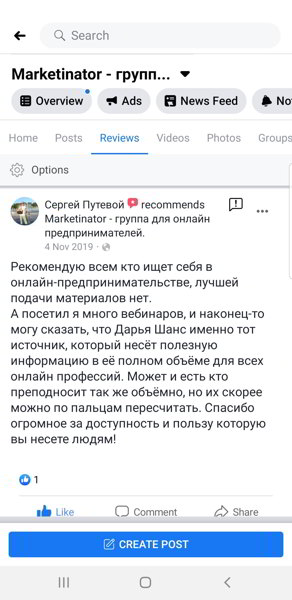 Search
Marketinator - групп...
Overview
Ads
News Feed
No
Home Posts Reviews Videos Photos Groups
Options
Сергей Путевой recommends
Marketinator - группа для онлайн
предпринимателей.
4 Nov 2019 ·
Рекомендую всем кто ищет себя в
онлайн-предпринимательстве, лучшей
подачи материалов нет.
А посетил я много вебинаров, и наконец-то
могу сказать, что Дарья Шанс именно тот
источник, который несёт полезную
информацию в её полном объёме для всех
онлайн профессий. Может и есть кто
преподносит так же объёмно, но их скорее
можно по пальцам пересчитать. Спасибо
огромное за доступность и пользу которую
вы несете людям!
1
Like Comment Share
CREATE POST